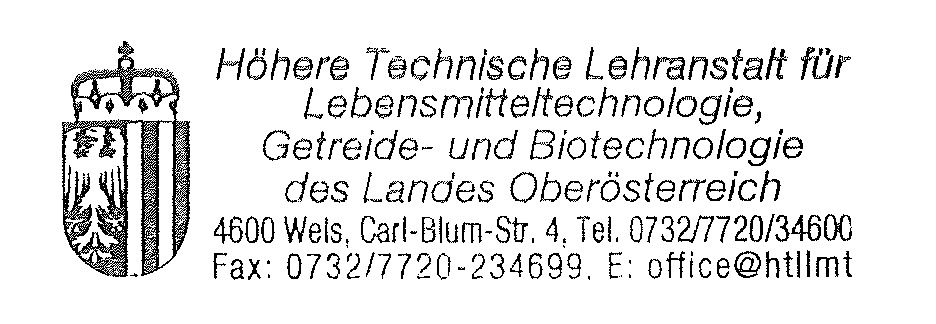 Höhere Technische Lehranstalt für
Lebensmitteltechnologie,
Getreide- und Biotechnologie
des Landes Oberösterreich
4600 Wels, Carl-Blum-Str. 4, Tel. 0732/7720/34600
Fax: 0732/7720-234699, E: office@htllmt